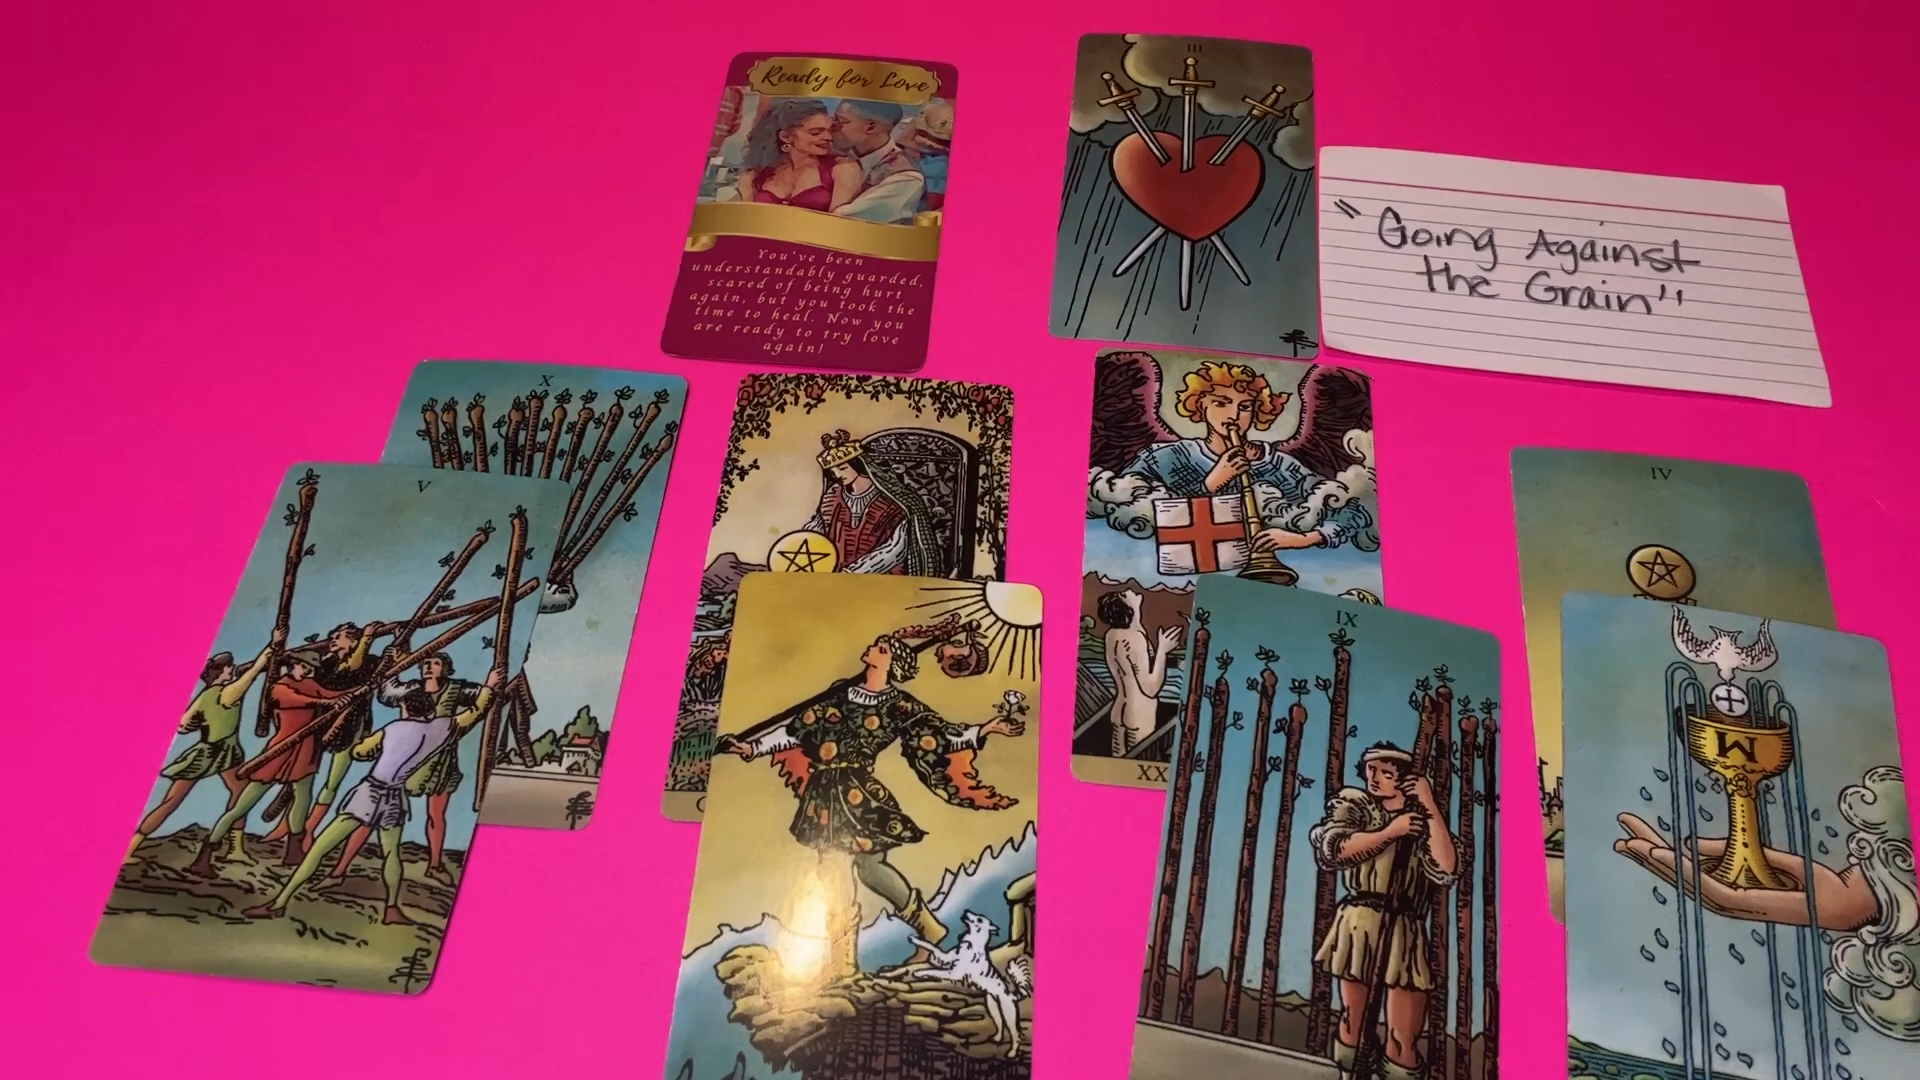 Ready for Love
You've been
understandably guarded,
scared of being hurt
again, but you took the
time to heal. Now you
are ready to try love
again!
III
"Going Against
the Grain"
X
V
IV
XX
IX
M